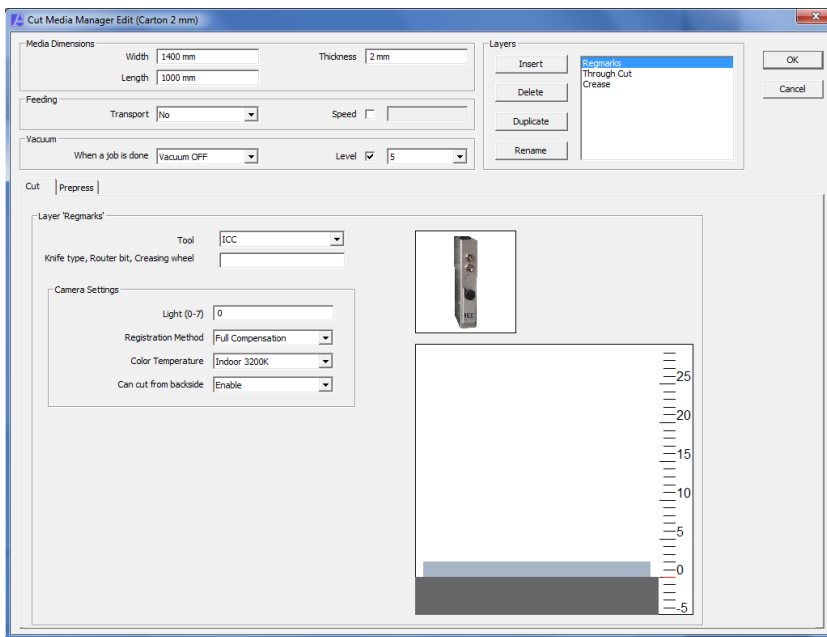 Cut Media Manager Edit (Carton 2 mm)
Media Dimensions
Width 1400 mm Thickness 2 mm
Length 1000 mm
Feeding
Transport No Speed
Vacuum
When a job is done Vacuum OFF Level 5
Layers
Insert
Delete
Duplicate
Rename
Regmarks
Through Cut
Crease
OK
Cancel
Cut Prepress
Layer 'Regmarks'
Tool ICC
Knife type, Router bit, Creasing wheel
Camera Settings
Light (0-7) 0
Registration Method Full Compensation
Color Temperature Indoor 3200K
Can cut from backside Enable
ICC
25
20
15
10
5
0
-5